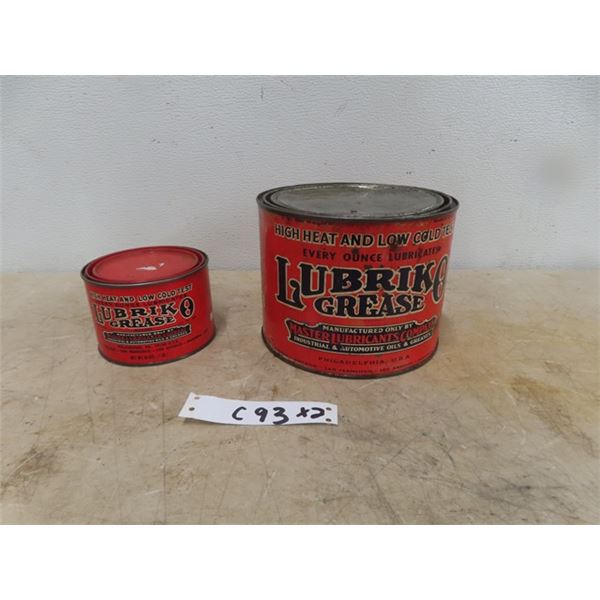 HIGH HEAT AND LOW COLD TEST
LUBRIKO
GREASE
HIGH HEAT AND LOW COLD TEST
EVERY OUNCE LUBRICATES
LUBRIKO
GREASE
MANUFACTURED ONLY BY
MASTER LUBRICANTS COMPANY
INDUSTRIAL & AUTOMOTIVE OILS & GREASES
PHILADELPHIA, U.S.A.
C 93 X2